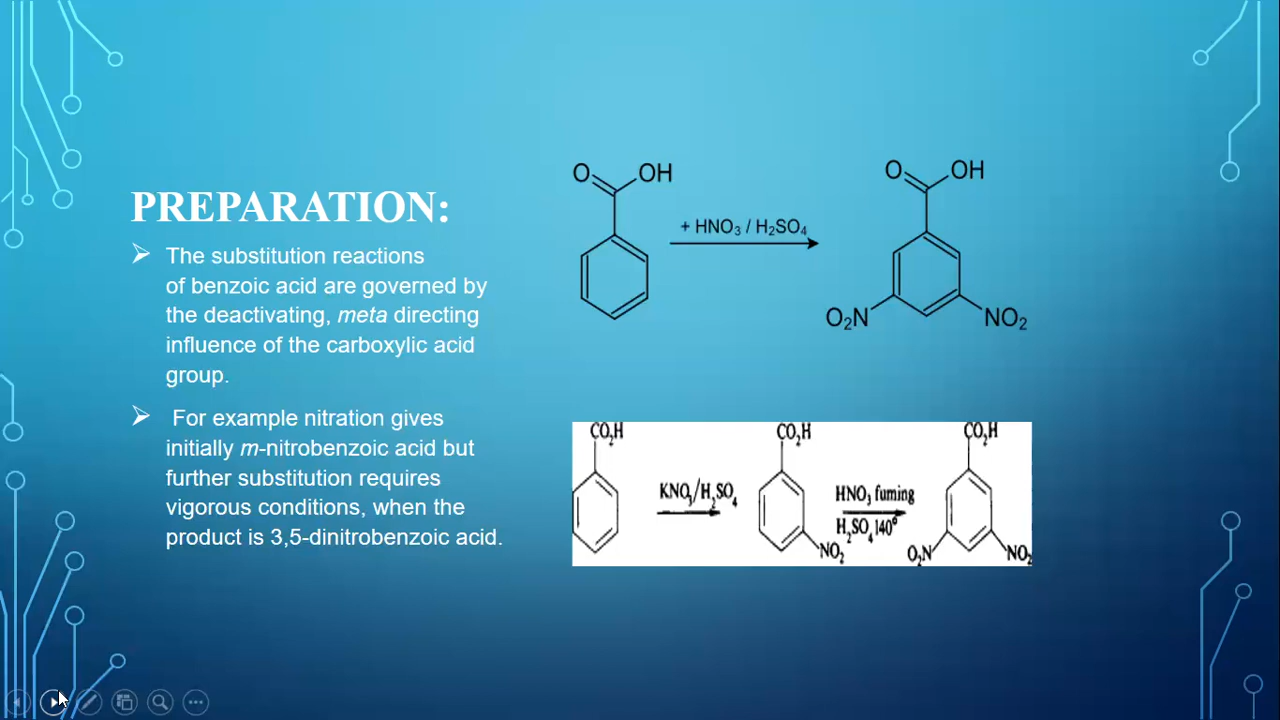 PREPARATION:
➢ The substitution reactions
of benzoic acid are governed by
the deactivating, meta directing
influence of the carboxylic acid
group.
➢ For example nitration gives
initially m-nitrobenzoic acid but
further substitution requires
vigorous conditions, when the
product is 3,5-dinitrobenzoic acid.
O OH
+ HNO₃ / H₂SO₄
O OH
O₂N NO₂
CO₂H
KNO₃/H₂SO₄
CO₂H
NO₂
HNO₃ fuming
H₂SO₄ 140°
CO₂H
O₂N NO₂